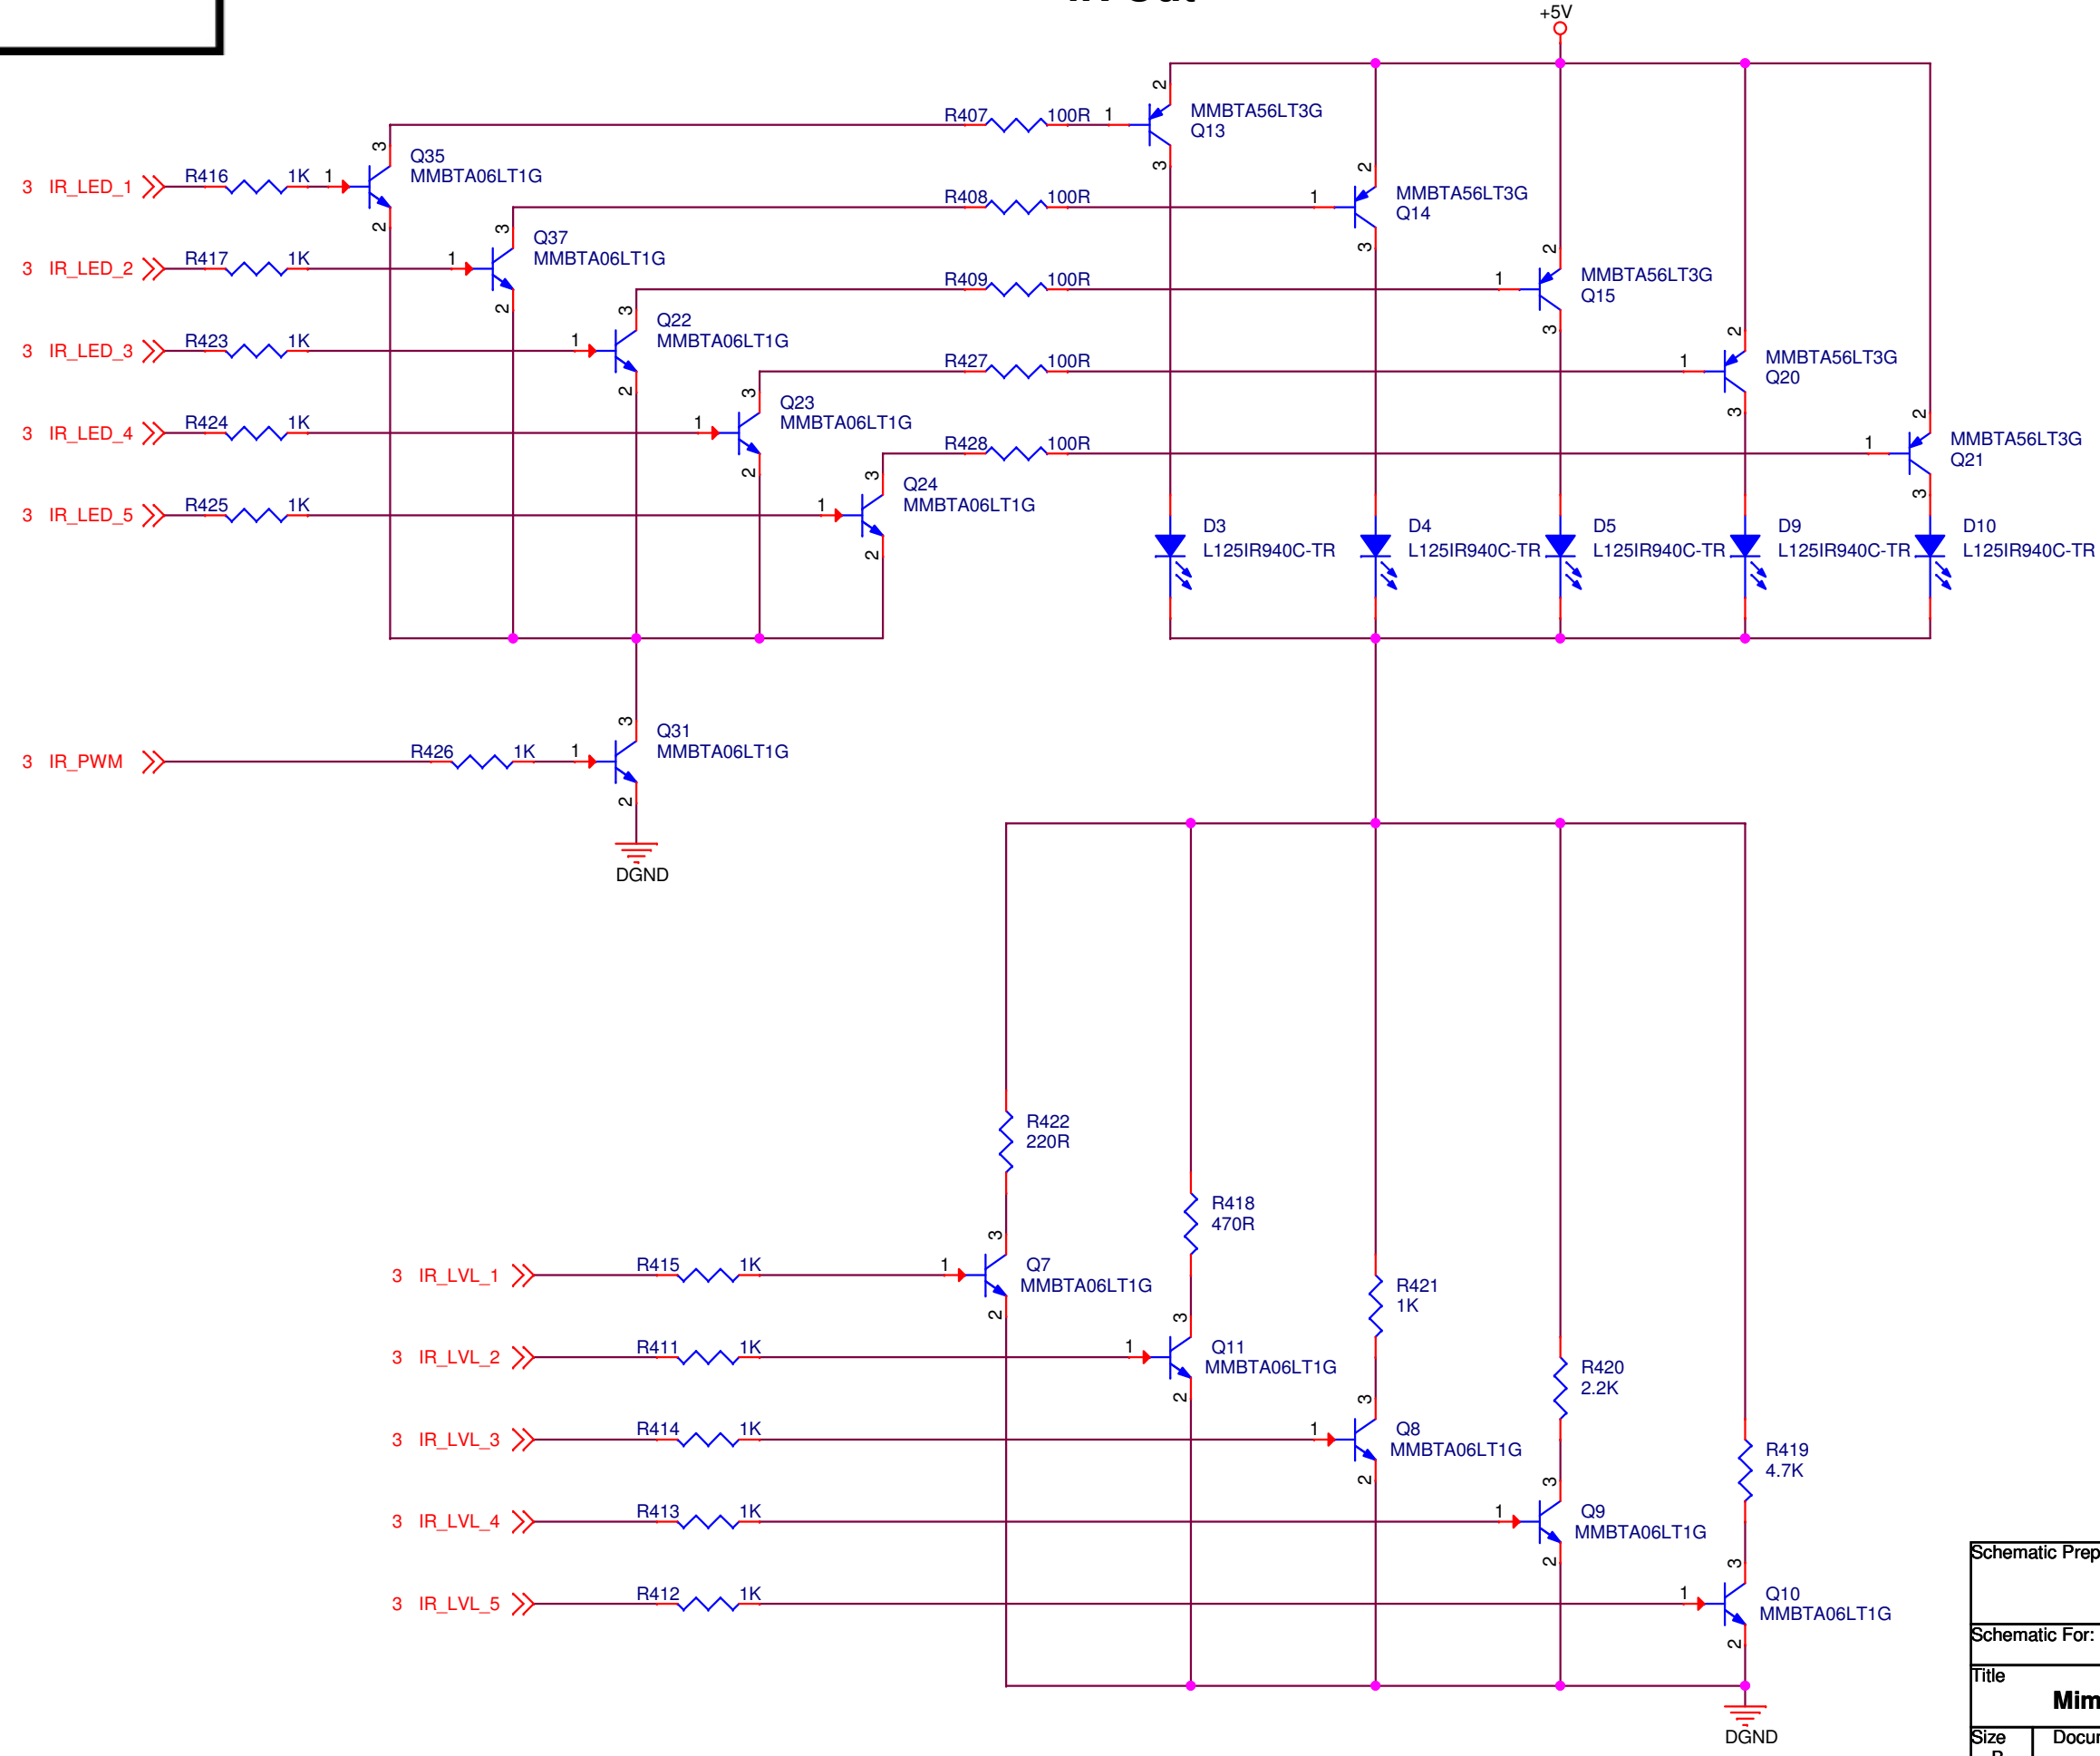 +5V
2
R407 100R 1
MMBTA56LT3G
Q13
3
3
Q35
MMBTA06LT1G
3 IR_LED_1 R416 1K 1
2
2
R408 100R 1
MMBTA56LT3G
Q14
3
3
Q37
MMBTA06LT1G
3 IR_LED_2 R417 1K 1
2
2
R409 100R 1
MMBTA56LT3G
Q15
3
3
Q22
MMBTA06LT1G
3 IR_LED_3 R423 1K 1
2
2
R427 100R 1
MMBTA56LT3G
Q20
3
3
Q23
MMBTA06LT1G
3 IR_LED_4 R424 1K 1
2
2
R428 100R 1
MMBTA56LT3G
Q21
3
3
Q24
MMBTA06LT1G
3 IR_LED_5 R425 1K 1
2
D3
L125IR940C-TR
D4
L125IR940C-TR
D5
L125IR940C-TR
D9
L125IR940C-TR
D10
L125IR940C-TR
3
Q31
MMBTA06LT1G
3 IR_PWM R426 1K 1
2
DGND
R422
220R
R418
470R
3
3 IR_LVL_1 R415 1K 1
Q7
MMBTA06LT1G
2
R421
1K
3
3 IR_LVL_2 R411 1K 1
Q11
MMBTA06LT1G
2
R420
2.2K
3
3 IR_LVL_3 R414 1K 1
Q8
MMBTA06LT1G
2
R419
4.7K
3
3 IR_LVL_4 R413 1K 1
Q9
MMBTA06LT1G
2
3
3 IR_LVL_5 R412 1K 1
Q10
MMBTA06LT1G
2
DGND
Schematic Prep
Schematic For:
Title
Mim
Size
Docu